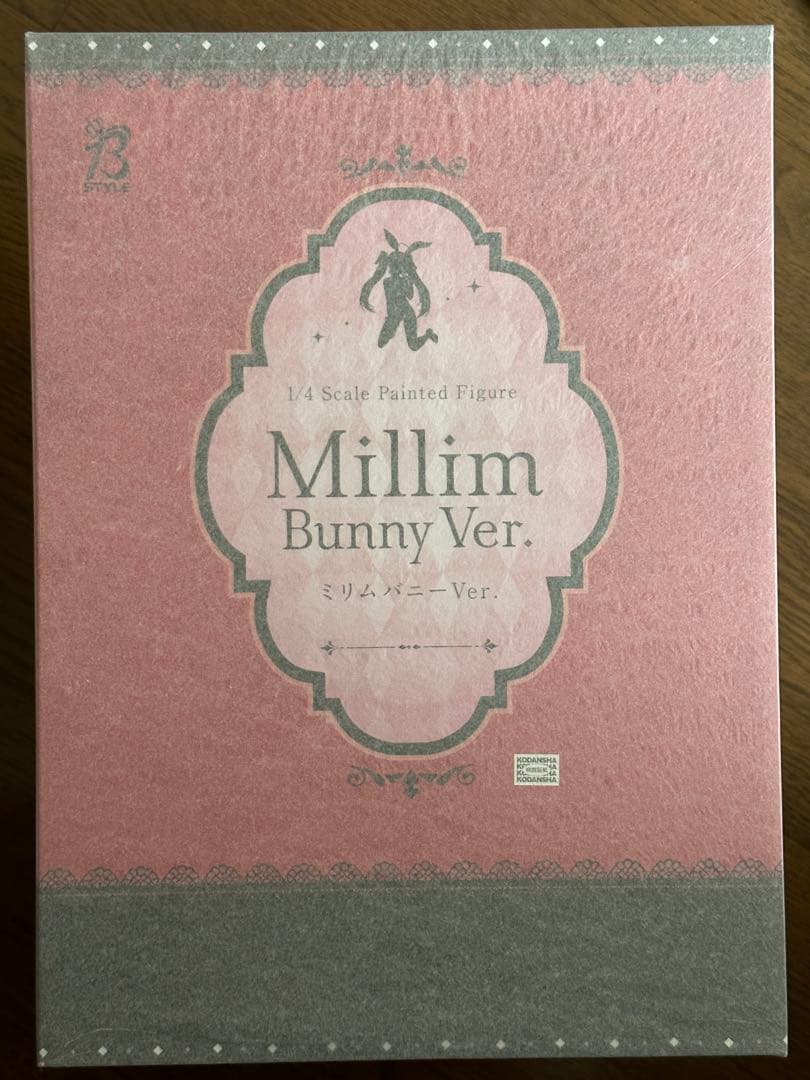 B
STYLE
1/4 Scale Painted Figure
Millim
Bunny Ver.
ミリム バニーVer.
KODANSHA
KODANSHA